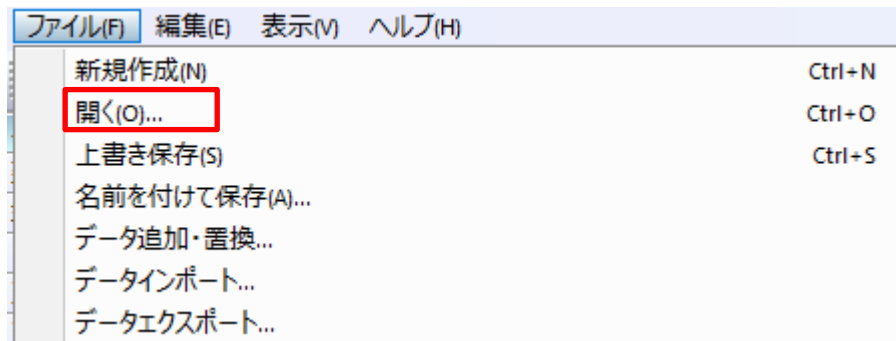 ファイル(F) 編集(E) 表示(V) ヘルプ(H)
新規作成(N) Ctrl+N
開く(O)... Ctrl+O
上書き保存(S) Ctrl+S
名前を付けて保存(A)...
データ追加・置換...
データインポート...
データエクスポート...